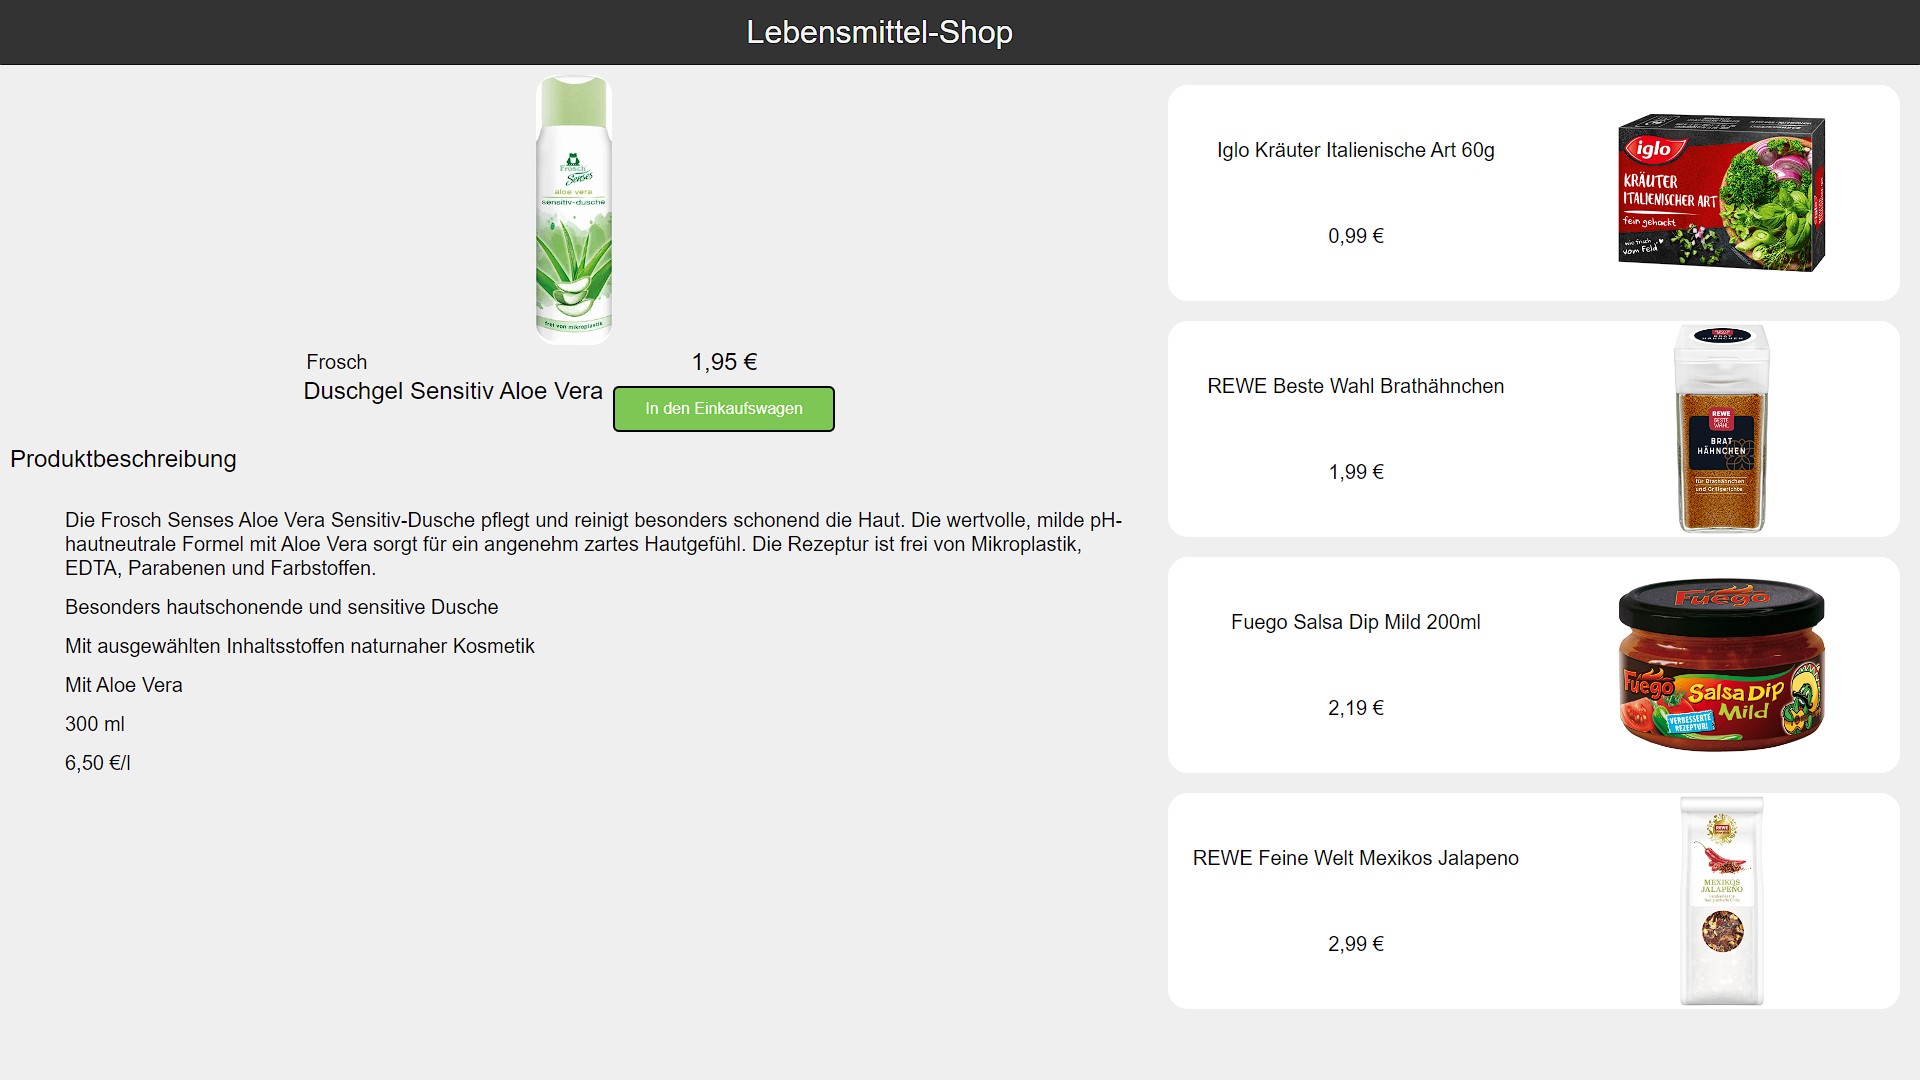 Lebensmittel-Shop
Frosch
Senses
aloe vera
sensitiv-dusche
frei von mikroplastik
Frosch
1,95 €
Duschgel Sensitiv Aloe Vera
In den Einkaufswagen
Produktbeschreibung
Die Frosch Senses Aloe Vera Sensitiv-Dusche pflegt und reinigt besonders schonend die Haut. Die wertvolle, milde pH-
hautneutrale Formel mit Aloe Vera sorgt für ein angenehm zartes Hautgefühl. Die Rezeptur ist frei von Mikroplastik,
EDTA, Parabenen und Farbstoffen.
Besonders hautschonende und sensitive Dusche
Mit ausgewählten Inhaltsstoffen naturnaher Kosmetik
Mit Aloe Vera
300 ml
6,50 €/l
Iglo Kräuter Italienische Art 60g
0,99 €
iglo
KRÄUTER
ITALIENISCHER ART
fein gehackt
wie frisch
vom Feld
REWE Beste Wahl Brathähnchen
1,99 €
BRAT
HÄHNCHEN
REWE
BESTE
WAHL
BRAT
HÄHNCHEN
für Brathähnchen
und Grillgerichte
Fuego Salsa Dip Mild 200ml
2,19 €
Fuego
Fuego
Salsa Dip
Mild
VERBESSERTE
REZEPTUR!
REWE Feine Welt Mexikos Jalapeno
2,99 €
REWE
MEXIKOS
JALAPEÑO